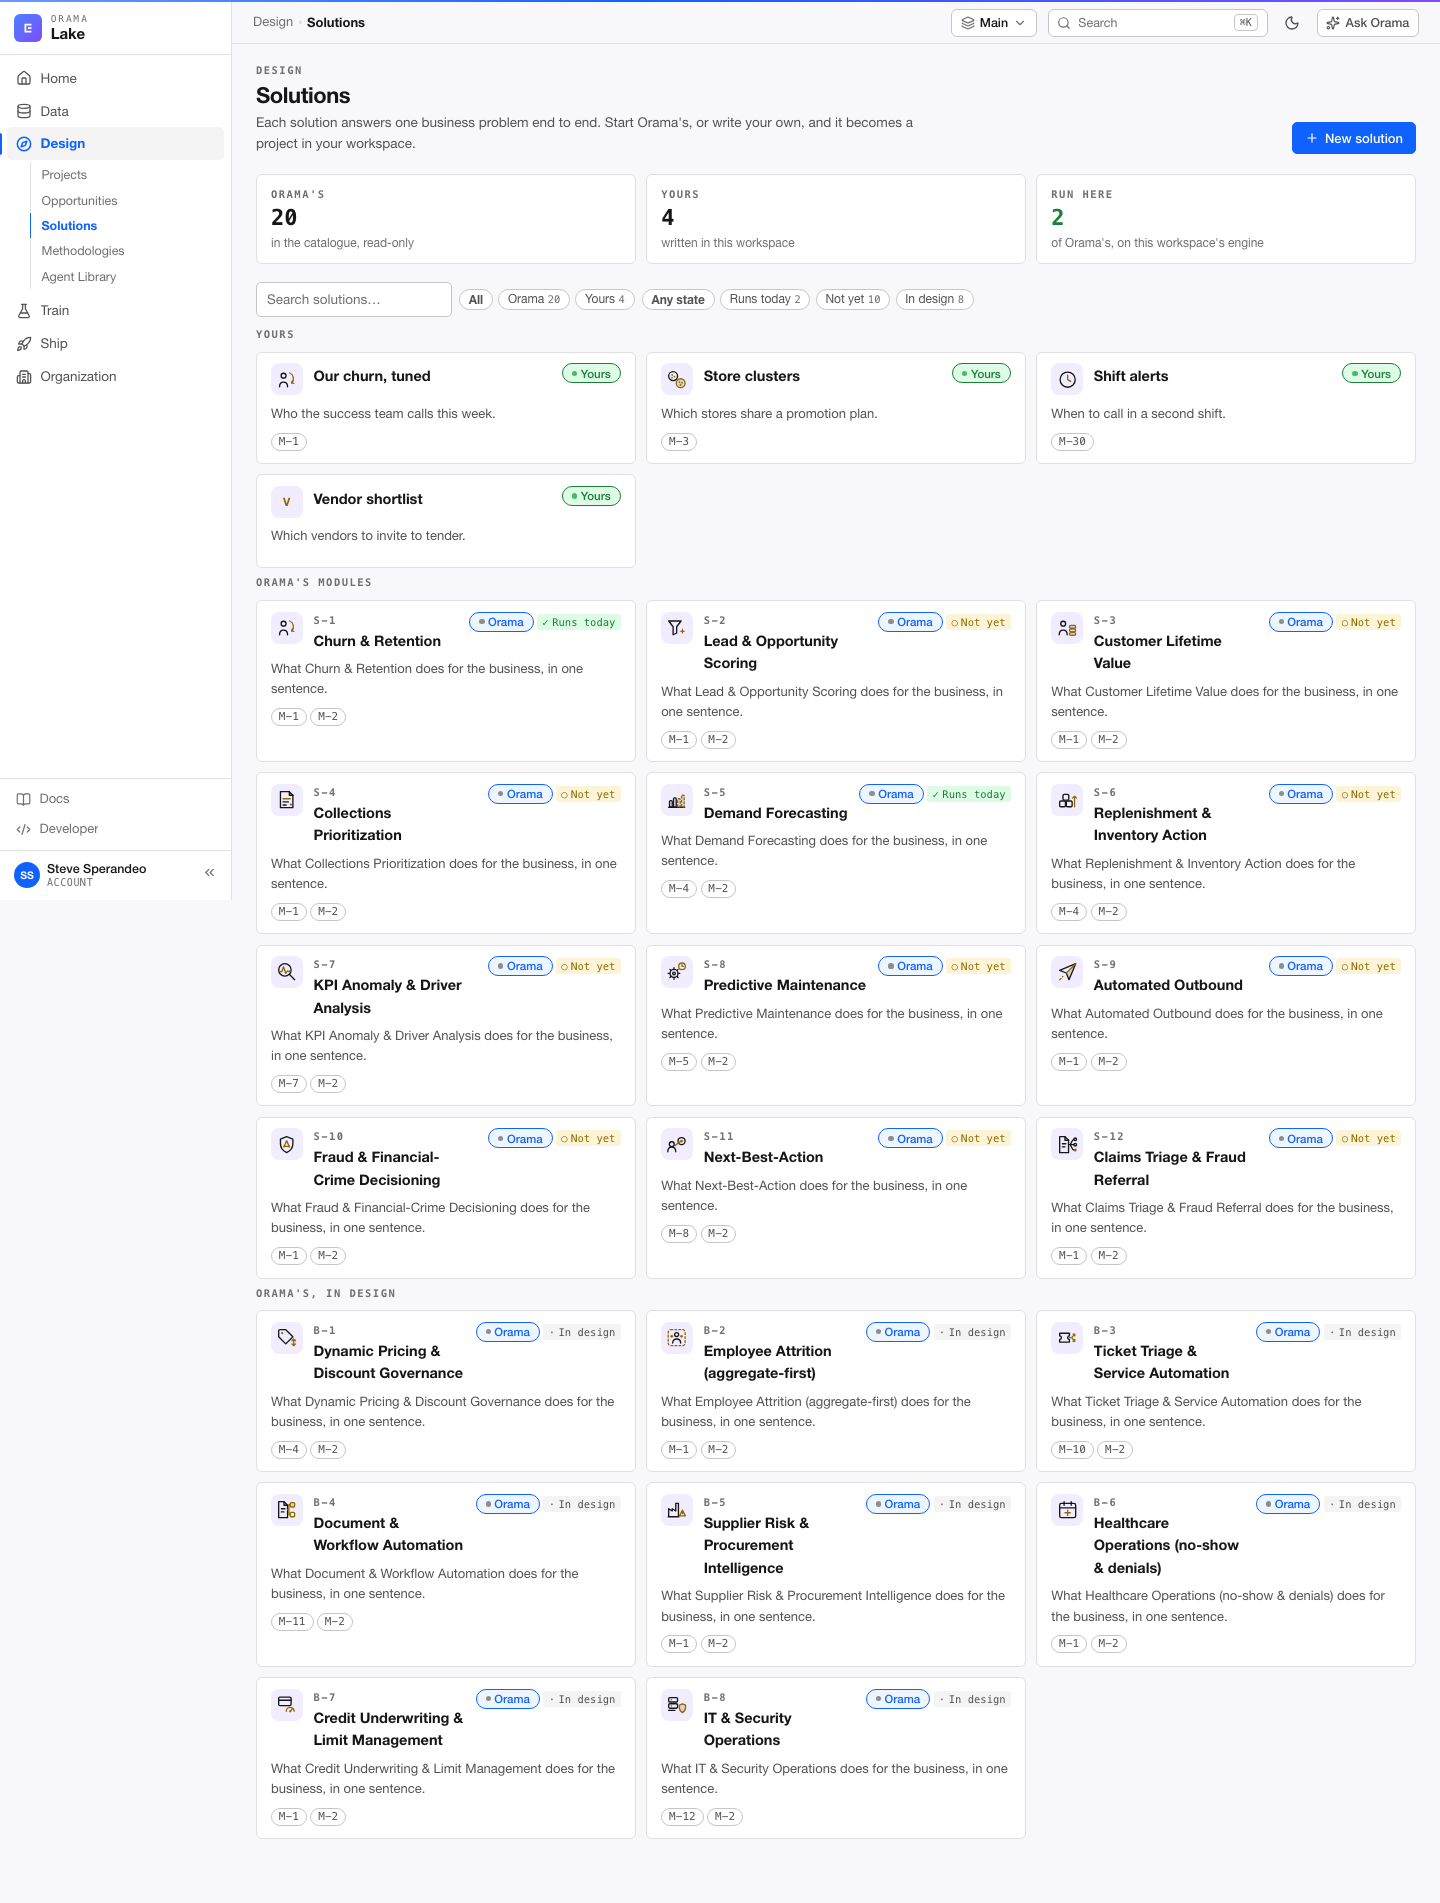 ORAMA
Lake
Design · Solutions
Main
Search
⌘K
Ask Orama
Home
Data
Design
Projects
Opportunities
Solutions
Methodologies
Agent Library
Train
Ship
Organization
Docs
Developer
SS
Steve Sperandeo
ACCOUNT
DESIGN
Solutions
Each solution answers one business problem end to end. Start Orama's, or write your own, and it becomes a
project in your workspace.
New solution
ORAMA'S
20
in the catalogue, read-only
YOURS
4
written in this workspace
RUN HERE
2
of Orama's, on this workspace's engine
Search solutions...
All
Orama 20
Yours 4
Any state
Runs today 2
Not yet 10
In design 8
YOURS
Our churn, tuned
Yours
Who the success team calls this week.
M-1
Store clusters
Yours
Which stores share a promotion plan.
M-3
Shift alerts
Yours
When to call in a second shift.
M-30
V
Vendor shortlist
Yours
Which vendors to invite to tender.
ORAMA'S MODULES
S-1
Orama
✓ Runs today
Churn & Retention
What Churn & Retention does for the business, in one
sentence.
M-1 M-2
S-2
Orama
○ Not yet
Lead & Opportunity
Scoring
What Lead & Opportunity Scoring does for the business, in
one sentence.
M-1 M-2
S-3
Orama
○ Not yet
Customer Lifetime
Value
What Customer Lifetime Value does for the business, in one
sentence.
M-1 M-2
S-4
Orama
○ Not yet
Collections
Prioritization
What Collections Prioritization does for the business, in one
sentence.
M-1 M-2
S-5
Orama
✓ Runs today
Demand Forecasting
What Demand Forecasting does for the business, in one
sentence.
M-4 M-2
S-6
Orama
○ Not yet
Replenishment &
Inventory Action
What Replenishment & Inventory Action does for the
business, in one sentence.
M-4 M-2
S-7
Orama
○ Not yet
KPI Anomaly & Driver
Analysis
What KPI Anomaly & Driver Analysis does for the business,
in one sentence.
M-7 M-2
S-8
Orama
○ Not yet
Predictive Maintenance
What Predictive Maintenance does for the business, in one
sentence.
M-5 M-2
S-9
Orama
○ Not yet
Automated Outbound
What Automated Outbound does for the business, in one
sentence.
M-1 M-2
S-10
Orama
○ Not yet
Fraud & Financial-
Crime Decisioning
What Fraud & Financial-Crime Decisioning does for the
business, in one sentence.
M-1 M-2
S-11
Orama
○ Not yet
Next-Best-Action
What Next-Best-Action does for the business, in one
sentence.
M-8 M-2
S-12
Orama
○ Not yet
Claims Triage & Fraud
Referral
What Claims Triage & Fraud Referral does for the business,
in one sentence.
M-1 M-2
ORAMA'S, IN DESIGN
B-1
Orama
· In design
Dynamic Pricing &
Discount Governance
What Dynamic Pricing & Discount Governance does for the
business, in one sentence.
M-4 M-2
B-2
Orama
· In design
Employee Attrition
(aggregate-first)
What Employee Attrition (aggregate-first) does for the
business, in one sentence.
M-1 M-2
B-3
Orama
· In design
Ticket Triage &
Service Automation
What Ticket Triage & Service Automation does for the
business, in one sentence.
M-10 M-2
B-4
Orama
· In design
Document &
Workflow Automation
What Document & Workflow Automation does for the
business, in one sentence.
M-11 M-2
B-5
Orama
· In design
Supplier Risk &
Procurement
Intelligence
What Supplier Risk & Procurement Intelligence does for the
business, in one sentence.
M-1 M-2
B-6
Orama
· In design
Healthcare
Operations (no-show
& denials)
What Healthcare Operations (no-show & denials) does for
the business, in one sentence.
M-1 M-2
B-7
Orama
· In design
Credit Underwriting &
Limit Management
What Credit Underwriting & Limit Management does for the
business, in one sentence.
M-1 M-2
B-8
Orama
· In design
IT & Security
Operations
What IT & Security Operations does for the business, in one
sentence.
M-12 M-2